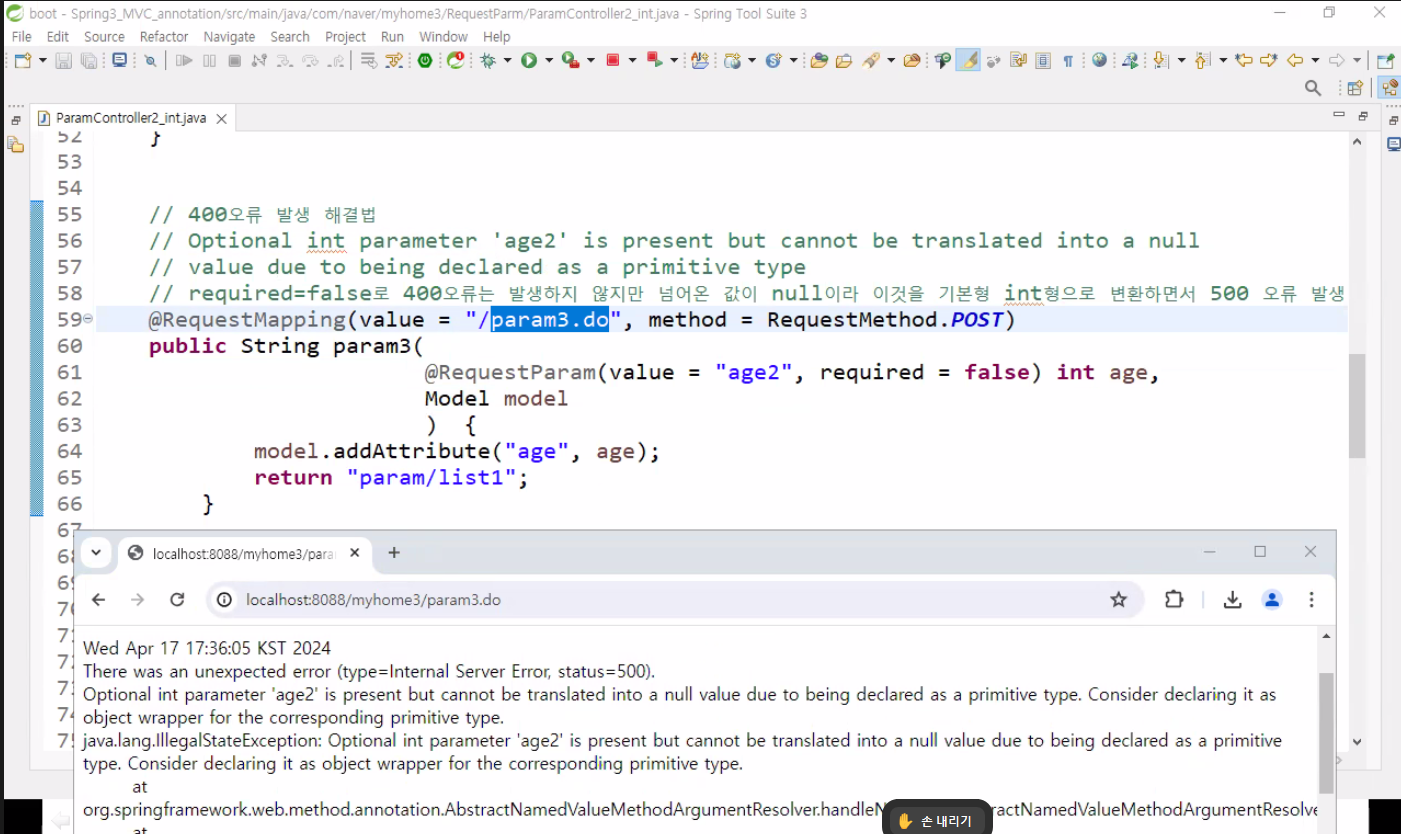 boot - Spring3_MVC_annotation/src/main/java/com/naver/myhome3/RequestParm/ParamController2_int.java - Spring Tool Suite 3
File Edit Source Refactor Navigate Search Project Run Window Help
ParamController2_int.java
52 }
53
54
55 // 400오류 발생 해결법
56 // Optional int parameter 'age2' is present but cannot be translated into a null
57 // value due to being declared as a primitive type
58 // required=false로 400오류는 발생하지 않지만 넘어온 값이 null이라 이것을 기본형 int형으로 변환하면서 500 오류 발생
59 @RequestMapping(value = "/param3.do", method = RequestMethod.POST)
60 public String param3(
61 @RequestParam(value = "age2", required = false) int age,
62 Model model
63 ) {
64 model.addAttribute("age", age);
65 return "param/list1";
66 }
67
localhost:8088/myhome3/para
localhost:8088/myhome3/param3.do
Wed Apr 17 17:36:05 KST 2024
There was an unexpected error (type=Internal Server Error, status=500).
Optional int parameter 'age2' is present but cannot be translated into a null value due to being declared as a primitive type. Consider declaring it as
object wrapper for the corresponding primitive type.
java.lang.IllegalStateException: Optional int parameter 'age2' is present but cannot be translated into a null value due to being declared as a primitive
type. Consider declaring it as object wrapper for the corresponding primitive type.
at
org.springframework.web.method.annotation.AbstractNamedValueMethodArgumentResolver.handleN
손 내리기
at